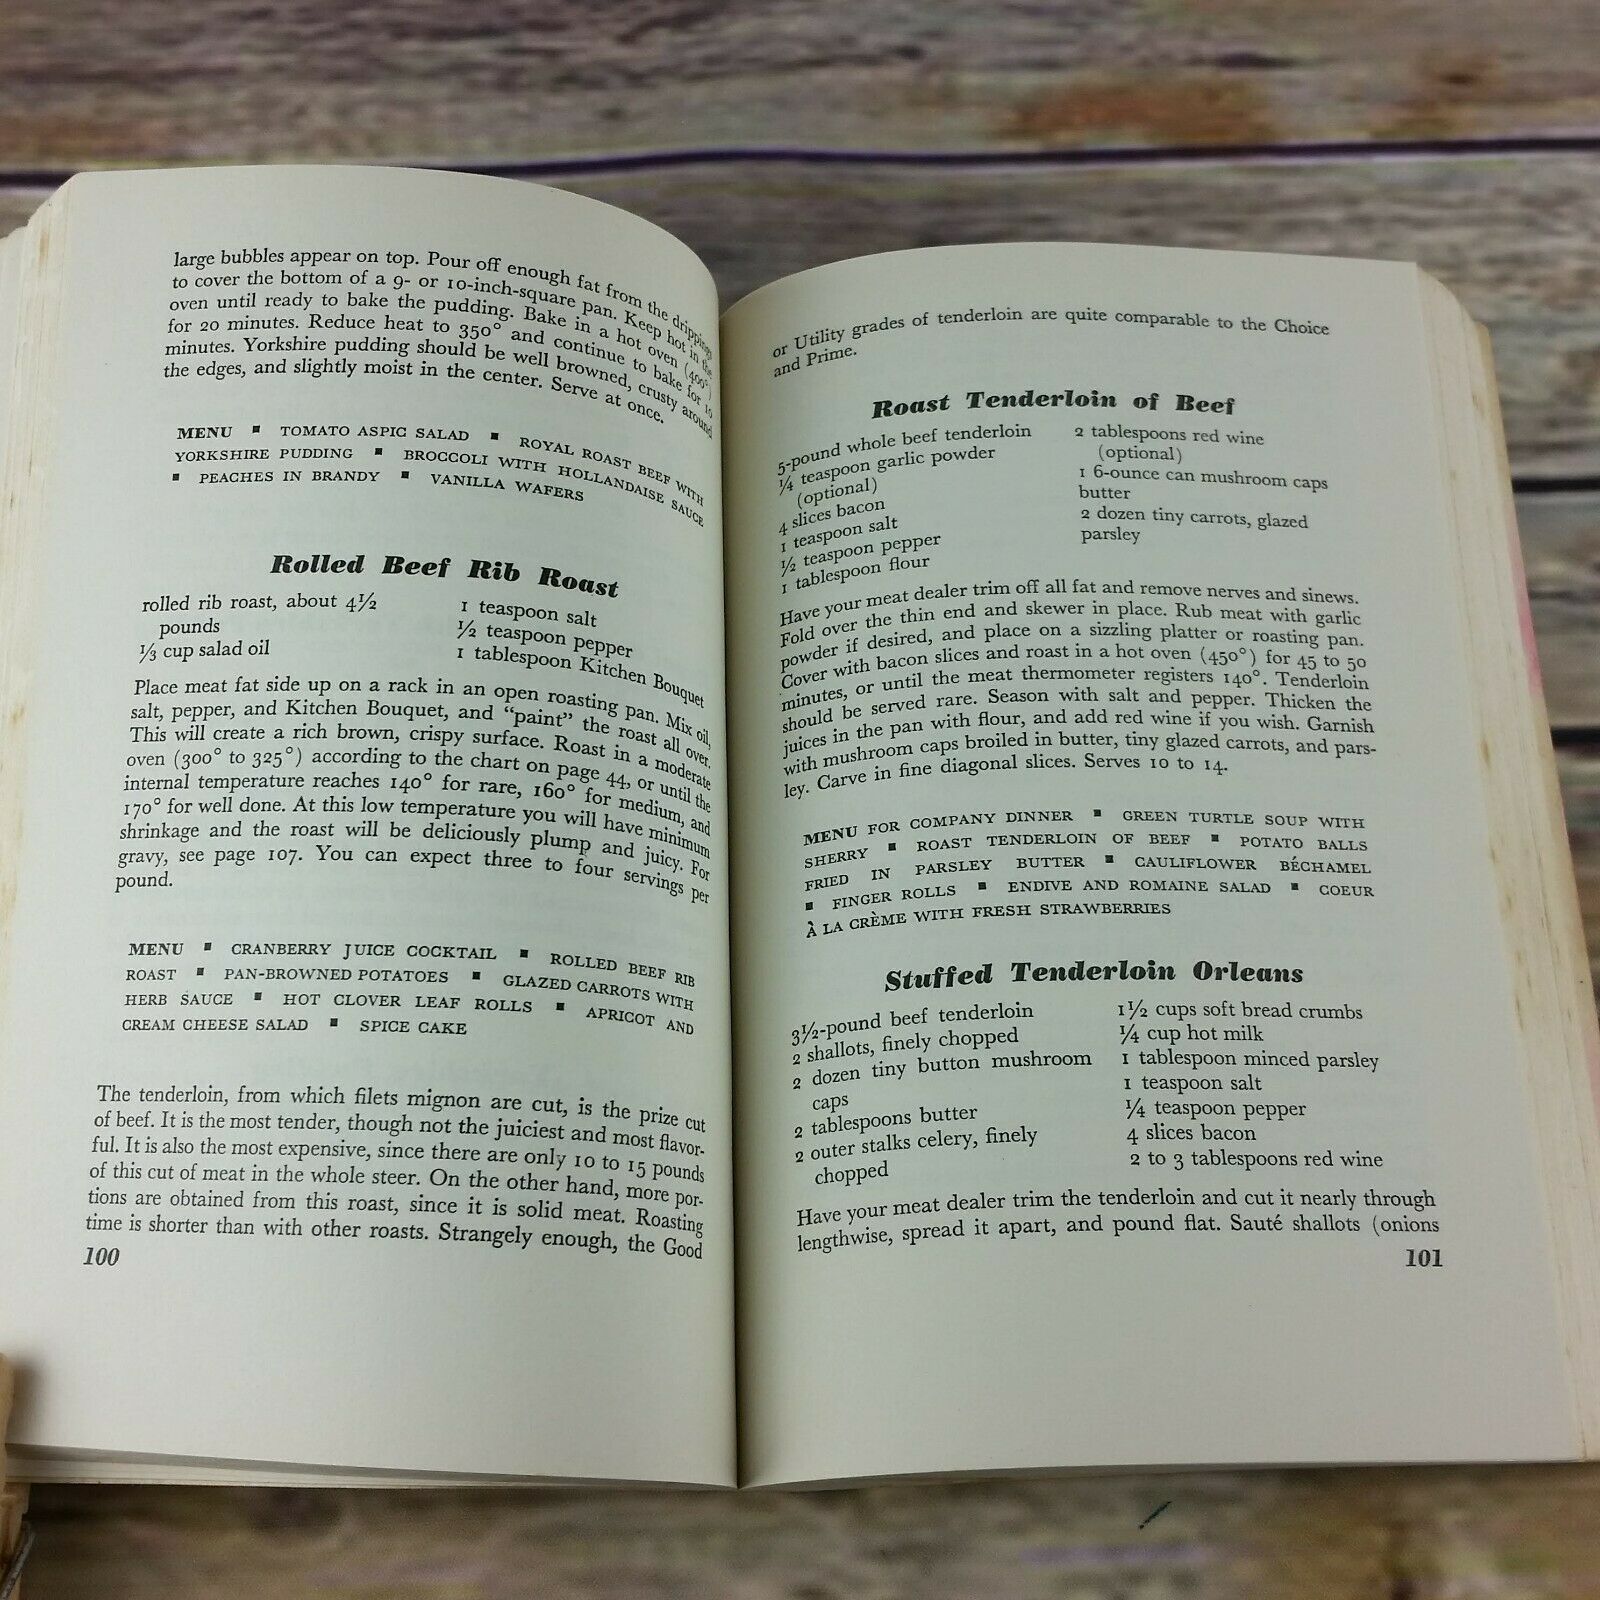 large bubbles appear on top. Pour off enough fat from the drippings
to cover the bottom of a 9- or 10-inch-square pan. Keep hot in the
oven until ready to bake the pudding. Bake in a hot oven (400°)
for 20 minutes. Reduce heat to 350° and continue to bake for 10
minutes. Yorkshire pudding should be well browned, crusty around
the edges, and slightly moist in the center. Serve at once.
MENU ▪ TOMATO ASPIC SALAD ▪ ROYAL ROAST BEEF WITH
YORKSHIRE PUDDING ▪ BROCCOLI WITH HOLLANDAISE SAUCE
▪ PEACHES IN BRANDY ▪ VANILLA WAFERS
Rolled Beef Rib Roast
rolled rib roast, about 4½
pounds
⅓ cup salad oil
1 teaspoon salt
½ teaspoon pepper
1 tablespoon Kitchen Bouquet
Place meat fat side up on a rack in an open roasting pan. Mix oil,
salt, pepper, and Kitchen Bouquet, and "paint" the roast all over.
This will create a rich brown, crispy surface. Roast in a moderate
oven (300° to 325°) according to the chart on page 44, or until the
internal temperature reaches 140° for rare, 160° for medium, and
170° for well done. At this low temperature you will have minimum
shrinkage and the roast will be deliciously plump and juicy. For
gravy, see page 107. You can expect three to four servings per
pound.
MENU ▪ CRANBERRY JUICE COCKTAIL ▪ ROLLED BEEF RIB
ROAST ▪ PAN-BROWNED POTATOES ▪ GLAZED CARROTS WITH
HERB SAUCE ▪ HOT CLOVER LEAF ROLLS ▪ APRICOT AND
CREAM CHEESE SALAD ▪ SPICE CAKE
The tenderloin, from which filets mignon are cut, is the prize cut
of beef. It is the most tender, though not the juiciest and most flavor-
ful. It is also the most expensive, since there are only 10 to 15 pounds
of this cut of meat in the whole steer. On the other hand, more por-
tions are obtained from this roast, since it is solid meat. Roasting
time is shorter than with other roasts. Strangely enough, the Good
100
or Utility grades of tenderloin are quite comparable to the Choice
and Prime.
Roast Tenderloin of Beef
5-pound whole beef tenderloin
¼ teaspoon garlic powder
(optional)
4 slices bacon
1 teaspoon salt
½ teaspoon pepper
1 tablespoon flour
2 tablespoons red wine
(optional)
1 6-ounce can mushroom caps
butter
2 dozen tiny carrots, glazed
parsley
Have your meat dealer trim off all fat and remove nerves and sinews.
Fold over the thin end and skewer in place. Rub meat with garlic
powder if desired, and place on a sizzling platter or roasting pan.
Cover with bacon slices and roast in a hot oven (450°) for 45 to 50
minutes, or until the meat thermometer registers 140°. Tenderloin
should be served rare. Season with salt and pepper. Thicken the
juices in the pan with flour, and add red wine if you wish. Garnish
with mushroom caps broiled in butter, tiny glazed carrots, and pars-
ley. Carve in fine diagonal slices. Serves 10 to 14.
MENU FOR COMPANY DINNER ▪ GREEN TURTLE SOUP WITH
SHERRY ▪ ROAST TENDERLOIN OF BEEF ▪ POTATO BALLS
FRIED IN PARSLEY BUTTER ▪ CAULIFLOWER BÉCHAMEL
▪ FINGER ROLLS ▪ ENDIVE AND ROMAINE SALAD ▪ COEUR
À LA CRÈME WITH FRESH STRAWBERRIES
Stuffed Tenderloin Orleans
3½-pound beef tenderloin
2 shallots, finely chopped
2 dozen tiny button mushroom
caps
2 tablespoons butter
2 outer stalks celery, finely
chopped
1½ cups soft bread crumbs
¼ cup hot milk
1 tablespoon minced parsley
1 teaspoon salt
¼ teaspoon pepper
4 slices bacon
2 to 3 tablespoons red wine
Have your meat dealer trim the tenderloin and cut it nearly through
lengthwise, spread it apart, and pound flat. Sauté shallots (onions
101